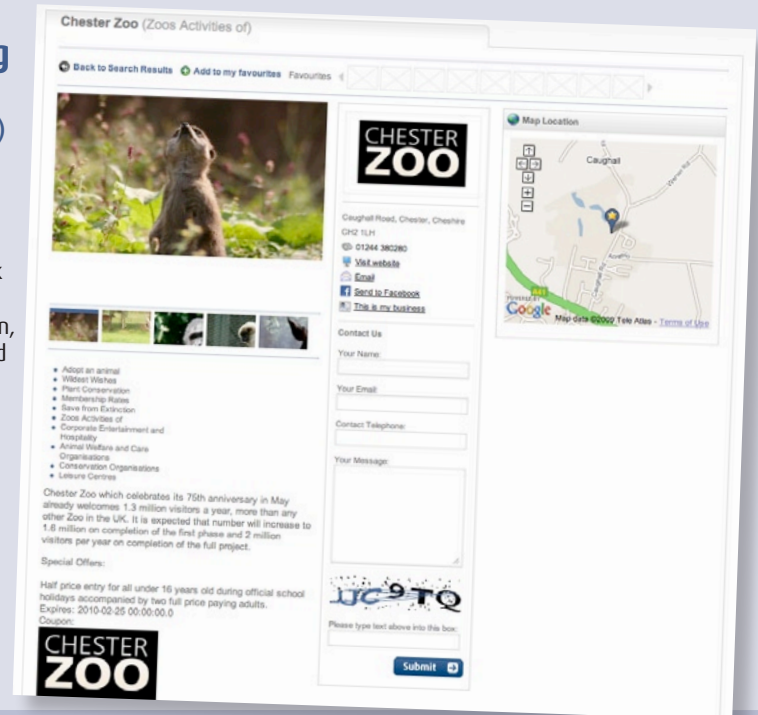 Chester Zoo (Zoos Activities of)
Back to Search Results Add to my favourites Favourites
CHESTER
ZOO
Caughall Road, Chester, Cheshire
CH2 1LH
01244 380280
Visit website
Email
Send to Facebook
This is my business
Contact Us
Your Name:
Your Email:
Contact Telephone:
Your Message:
Please type text above into this box:
Submit
Map Location
Caughall
A41
Google
Map data ©2009 Tele Atlas - Terms of Use
Adopt an animal
Wildest Wishes
Plant Conservation
Membership Rates
Save from Extinction
Zoos Activities of
Corporate Entertainment and
Hospitality
Animal Welfare and Care
Organisations
Conservation Organisations
Leisure Centres
Chester Zoo which celebrates its 75th anniversary in May
already welcomes 1.3 million visitors a year, more than any
other Zoo in the UK. It is expected that number will increase to
1.6 million on completion of the first phase and 2 million
visitors per year on completion of the full project.
Special Offers:
Half price entry for all under 16 years old during official school
holidays accompanied by two full price paying adults.
Expires: 2010-02-25 00:00:00.0
Coupon:
CHESTER
ZOO